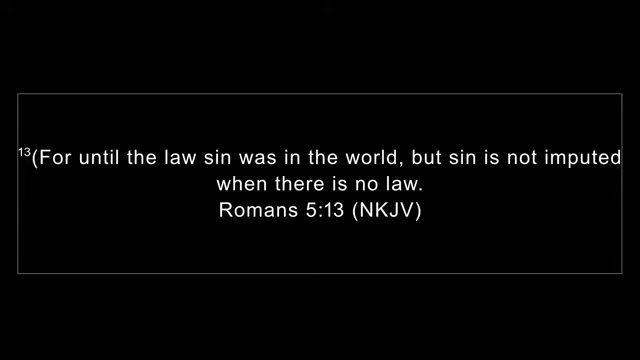 ¹³(For until the law sin was in the world, but sin is not imputed
when there is no law.
Romans 5:13 (NKJV)